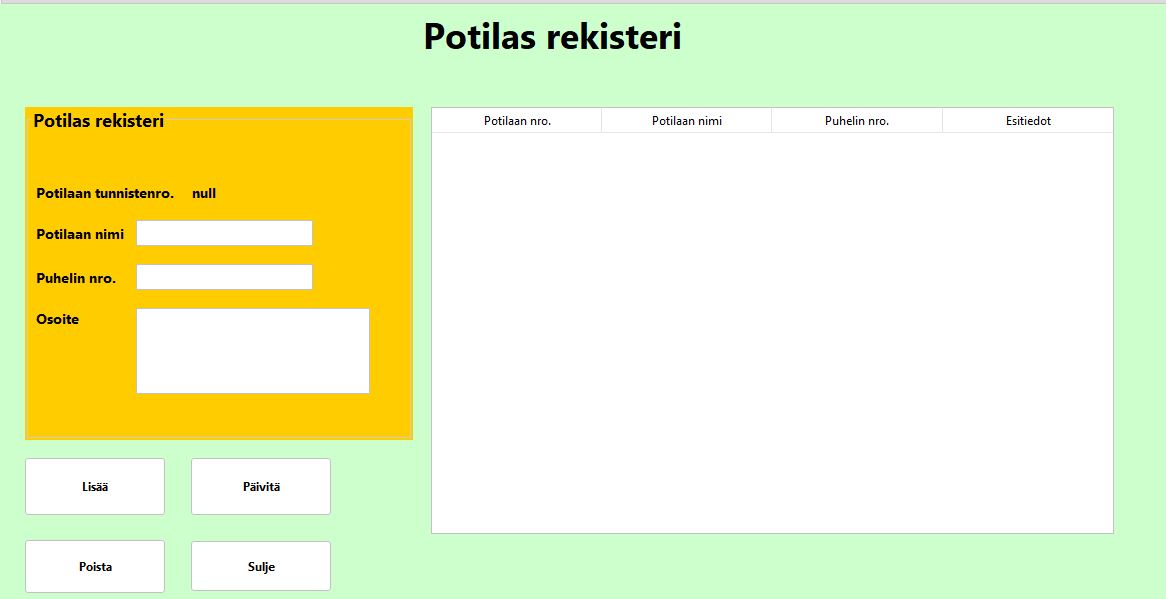 Potilas rekisteri
Potilas rekisteri
Potilaan tunnistenro. null
Potilaan nimi
Puhelin nro.
Osoite
Lisää Päivitä
Poista Sulje
Potilaan nro. Potilaan nimi Puhelin nro. Esitiedot